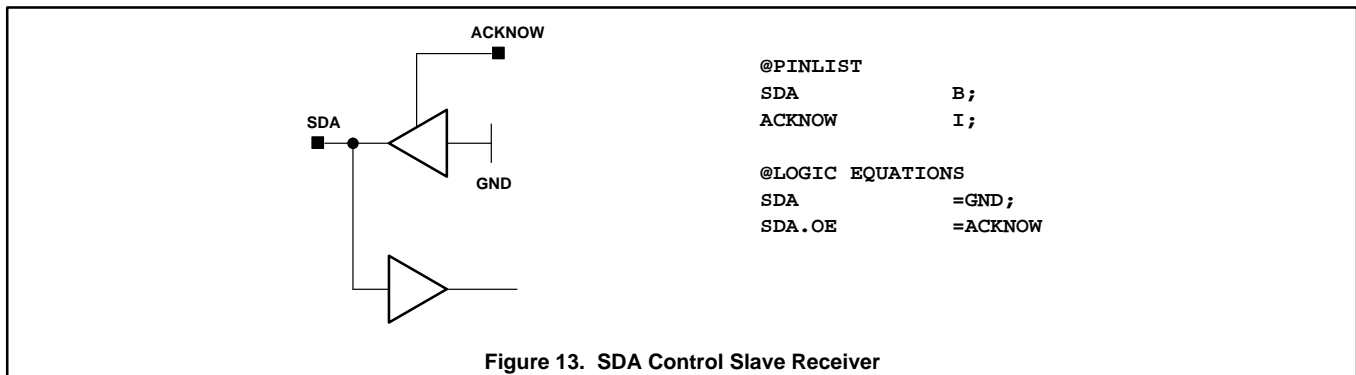 ACKNOW
SDA
GND
@PINLIST
SDA B;
ACKNOW I;
@LOGIC EQUATIONS
SDA =GND;
SDA.OE =ACKNOW
Figure 13. SDA Control Slave Receiver